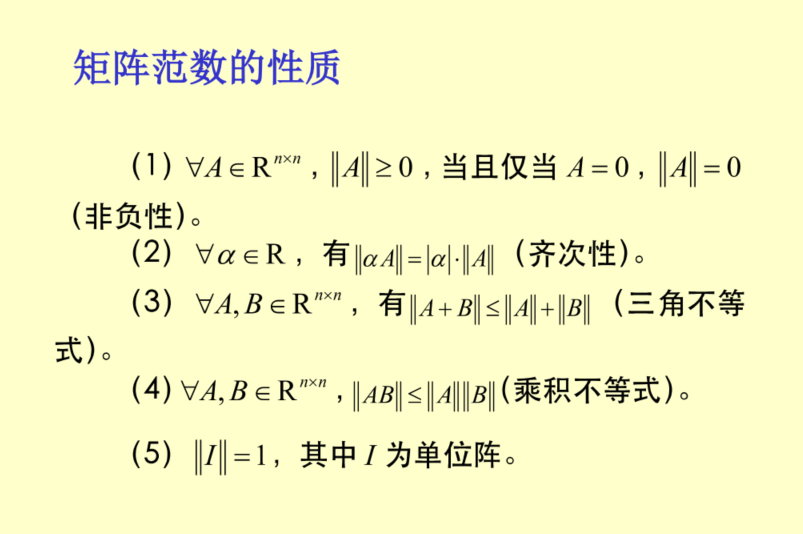 矩阵范数的性质
(1) ∀A∈R^{n×n}, ‖A‖≥0, 当且仅当 A=0, ‖A‖=0
(非负性)。
(2) ∀α∈R, 有‖αA‖=|α|·‖A‖ (齐次性)。
(3) ∀A,B∈R^{n×n}, 有‖A+B‖≤‖A‖+‖B‖ (三角不等
式)。
(4) ∀A,B∈R^{n×n}, ‖AB‖≤‖A‖‖B‖(乘积不等式)。
(5) ‖I‖=1, 其中 I 为单位阵。